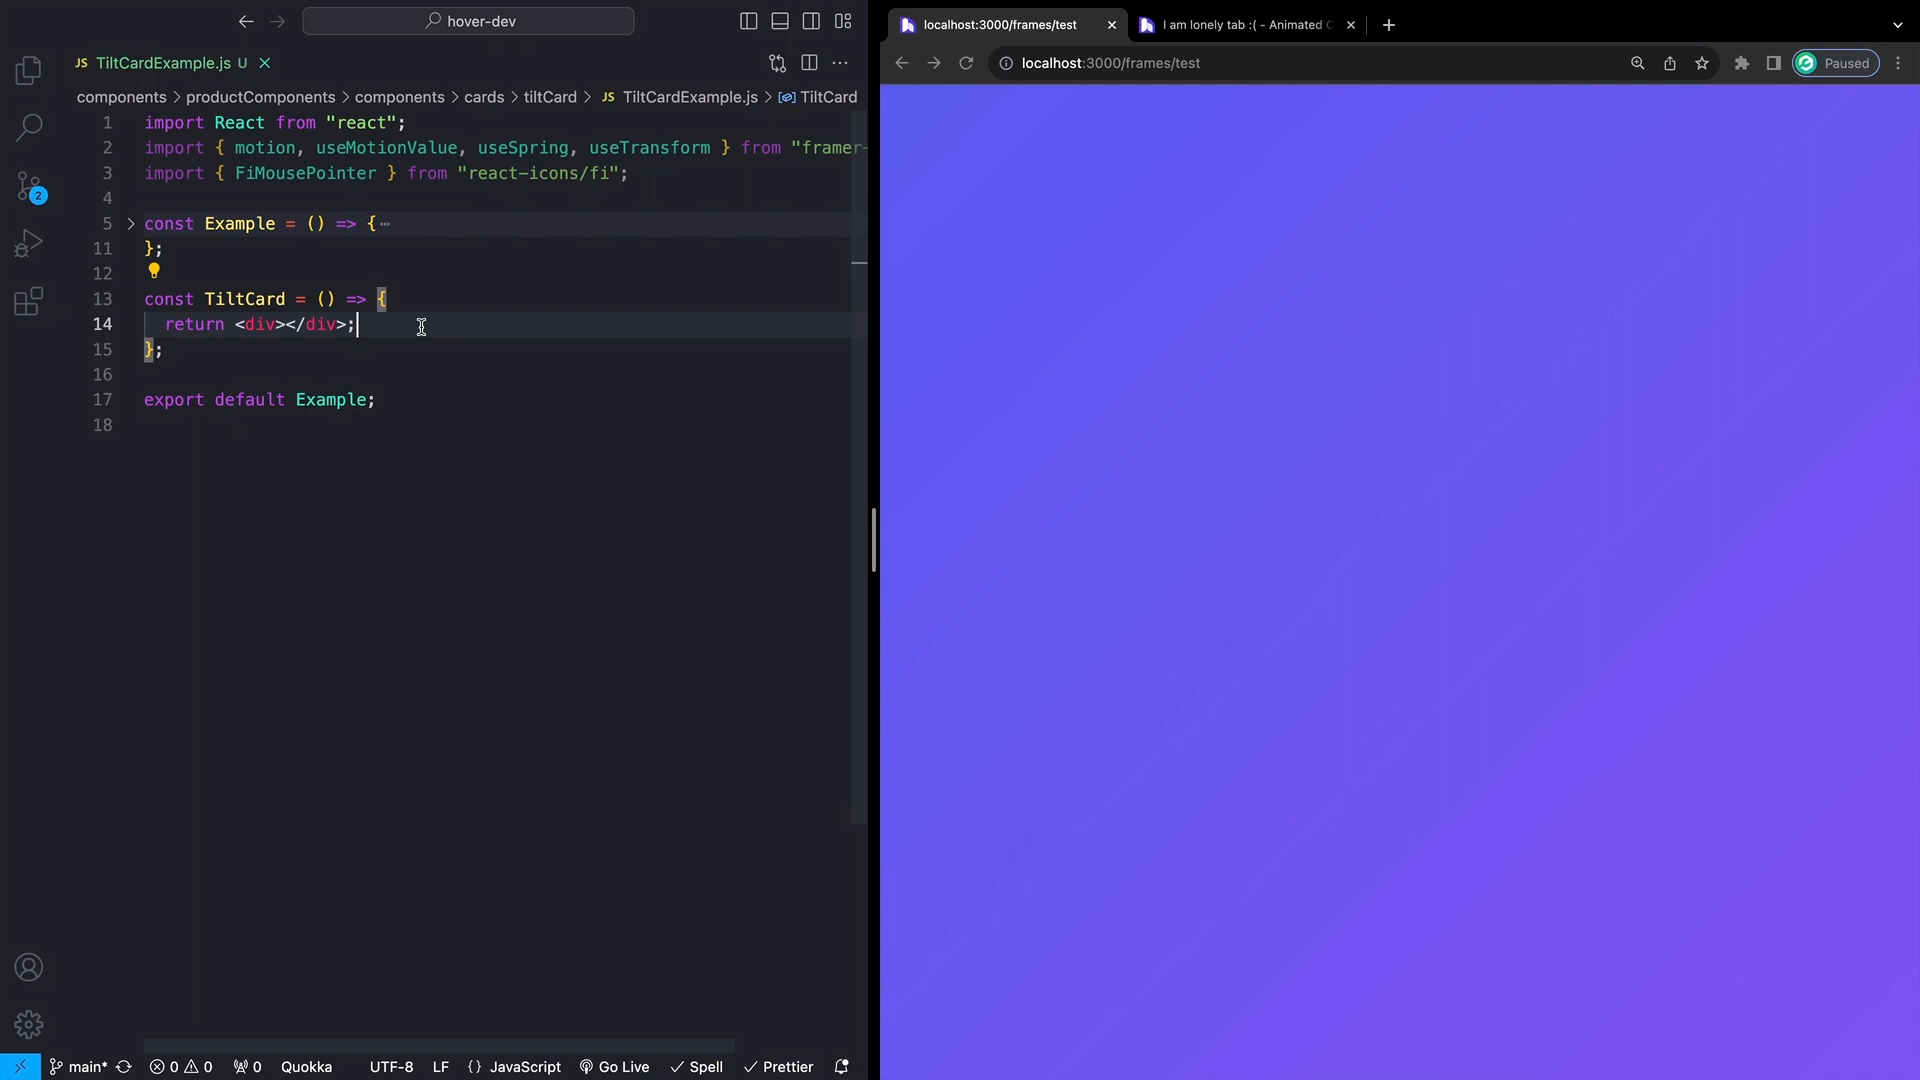 hover-dev
JS TiltCardExample.js U
components > productComponents > components > cards > tiltCard > JS TiltCardExample.js > TiltCard
1 import React from "react";
2 import { motion, useMotionValue, useSpring, useTransform } from "framer-
3 import { FiMousePointer } from "react-icons/fi";
4
5 const Example = () => {⋯
11 };
12
13 const TiltCard = () => {
14 return <div></div>;
15 };
16
17 export default Example;
18
2
main* 0 0 0 Quokka UTF-8 LF {} JavaScript Go Live Spell Prettier
localhost:3000/frames/test
I am lonely tab :( - Animated
localhost:3000/frames/test
Paused